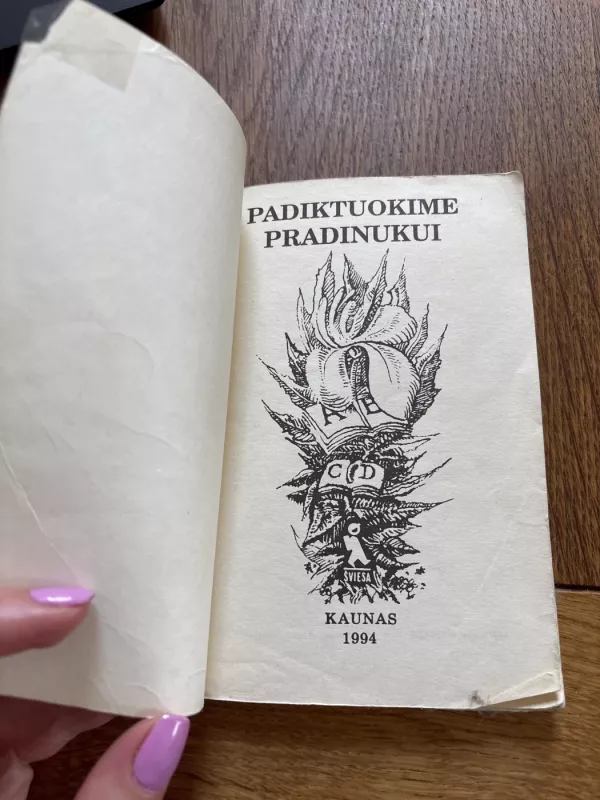 PADIKTUOKIME
PRADINUKUI
A B
C D
ŠVIESA
KAUNAS
1994